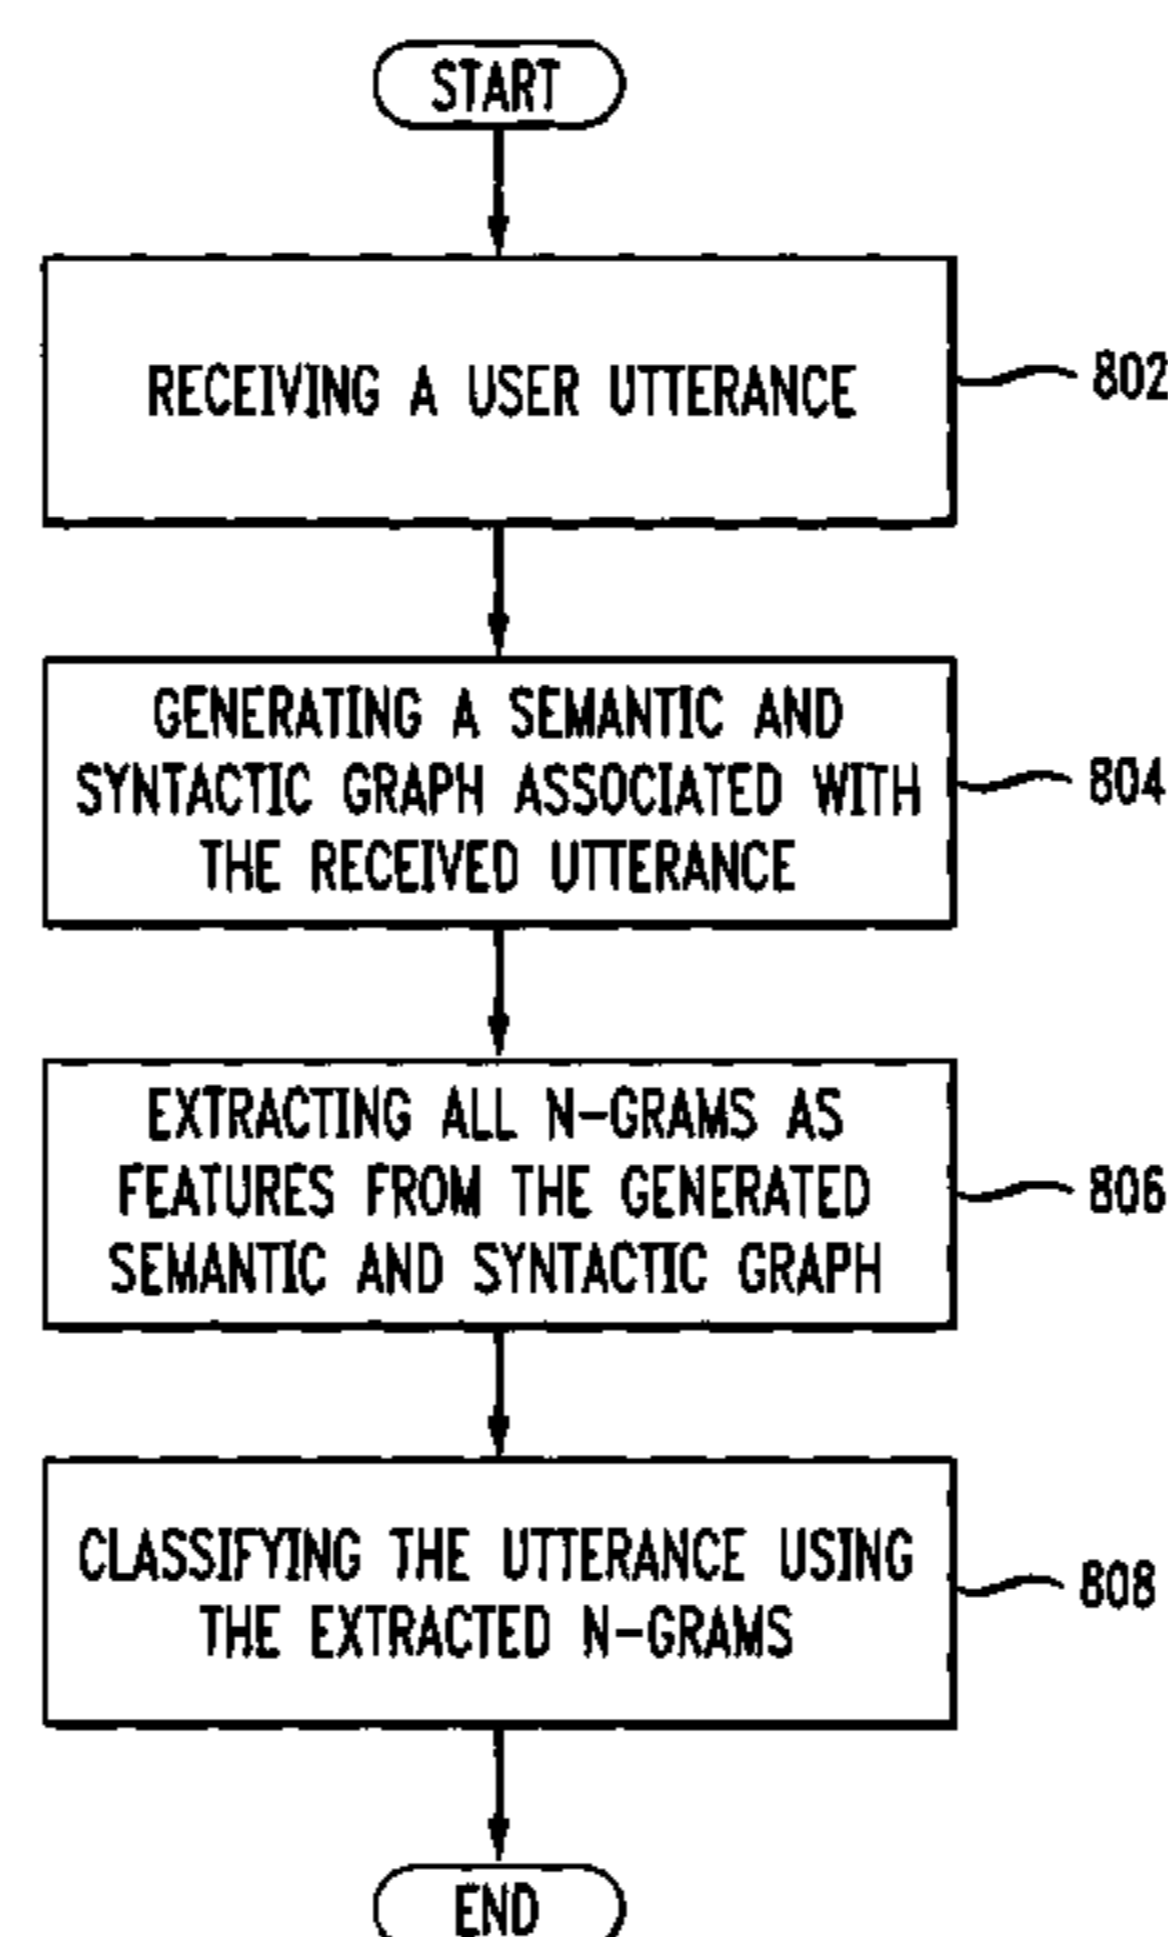 START
RECEIVING A USER UTTERANCE
802
GENERATING A SEMANTIC AND
SYNTACTIC GRAPH ASSOCIATED WITH
THE RECEIVED UTTERANCE
804
EXTRACTING ALL N-GRAMS AS
FEATURES FROM THE GENERATED
SEMANTIC AND SYNTACTIC GRAPH
806
CLASSIFYING THE UTTERANCE USING
THE EXTRACTED N-GRAMS
808
END